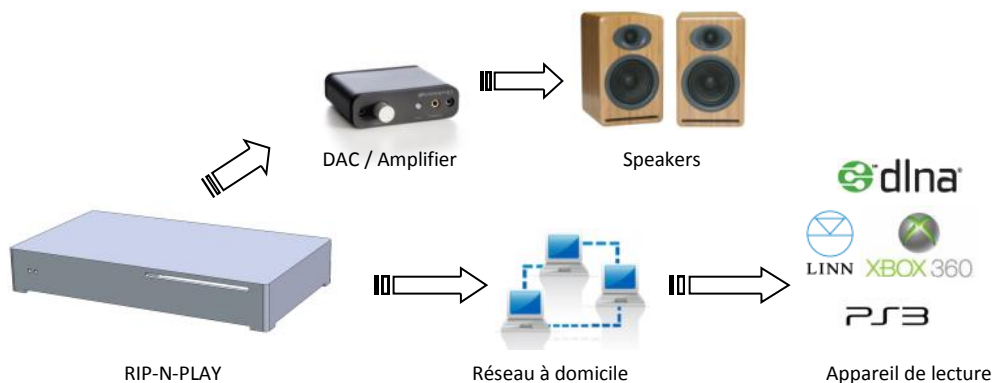 DAC / Amplifier
Speakers
dlna
LINN
XBOX 360
PS3
RIP-N-PLAY
Réseau à domicile
Appareil de lecture